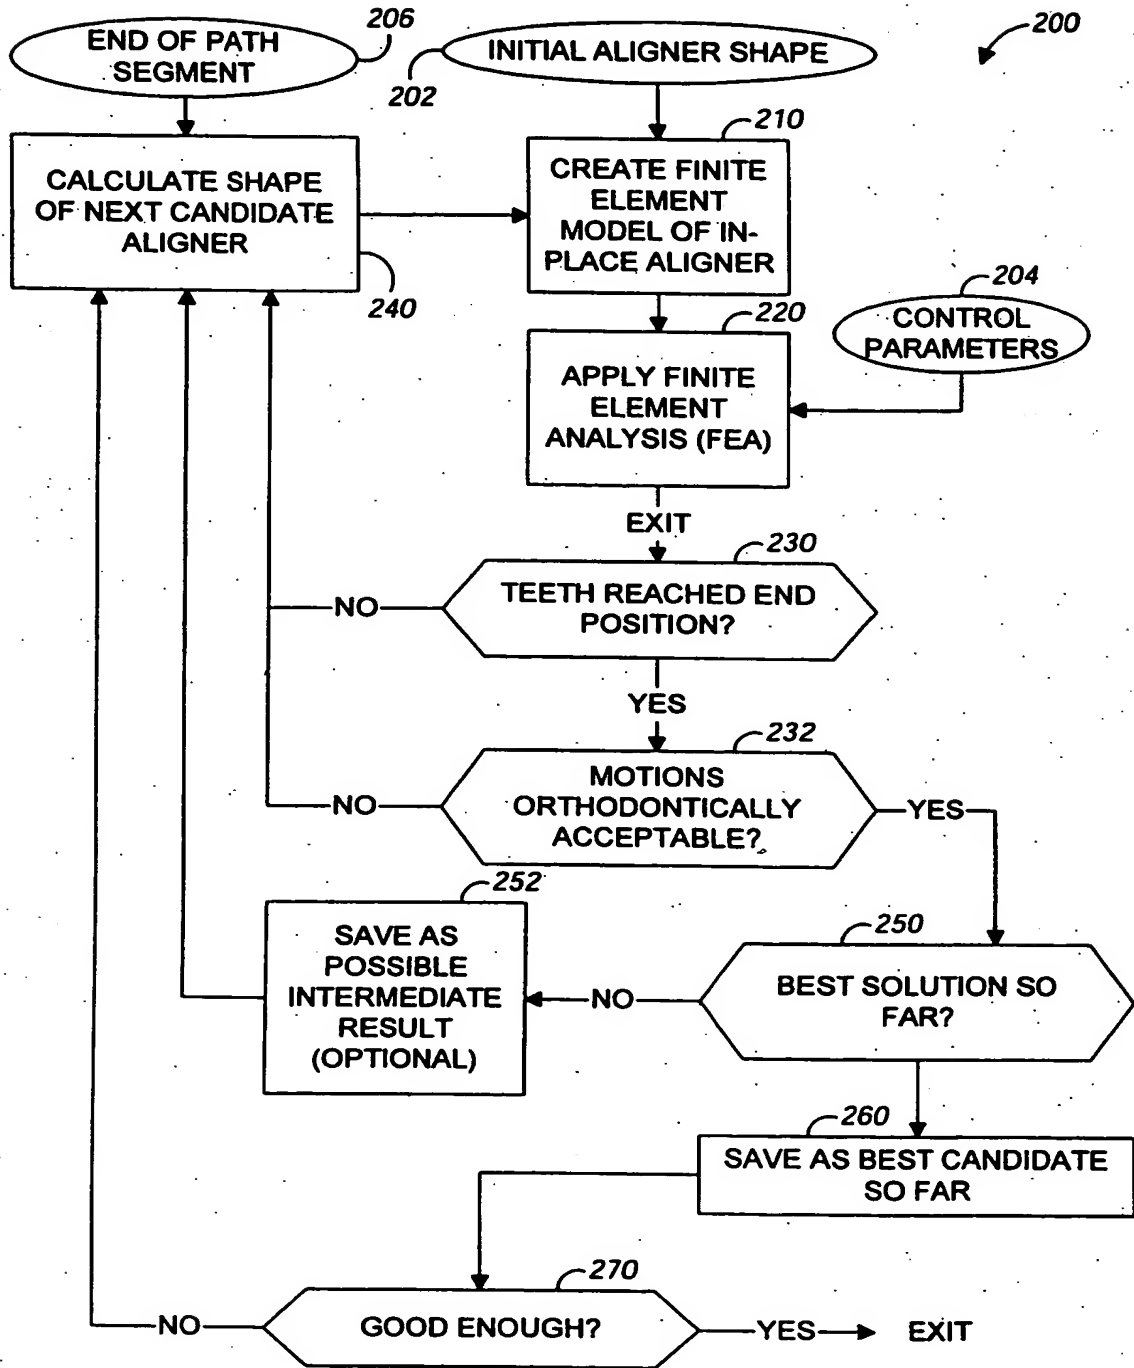 END OF PATH
SEGMENT
206
INITIAL ALIGNER SHAPE
202
200
CALCULATE SHAPE
OF NEXT CANDIDATE
ALIGNER
240
210
CREATE FINITE
ELEMENT
MODEL OF IN-
PLACE ALIGNER
204
CONTROL
PARAMETERS
220
APPLY FINITE
ELEMENT
ANALYSIS (FEA)
EXIT
230
TEETH REACHED END
POSITION?
NO
YES
232
MOTIONS
ORTHODONTICALLY
ACCEPTABLE?
NO
YES
252
SAVE AS
POSSIBLE
INTERMEDIATE
RESULT
(OPTIONAL)
250
BEST SOLUTION SO
FAR?
NO
260
SAVE AS BEST CANDIDATE
SO FAR
270
GOOD ENOUGH?
NO
YES
EXIT